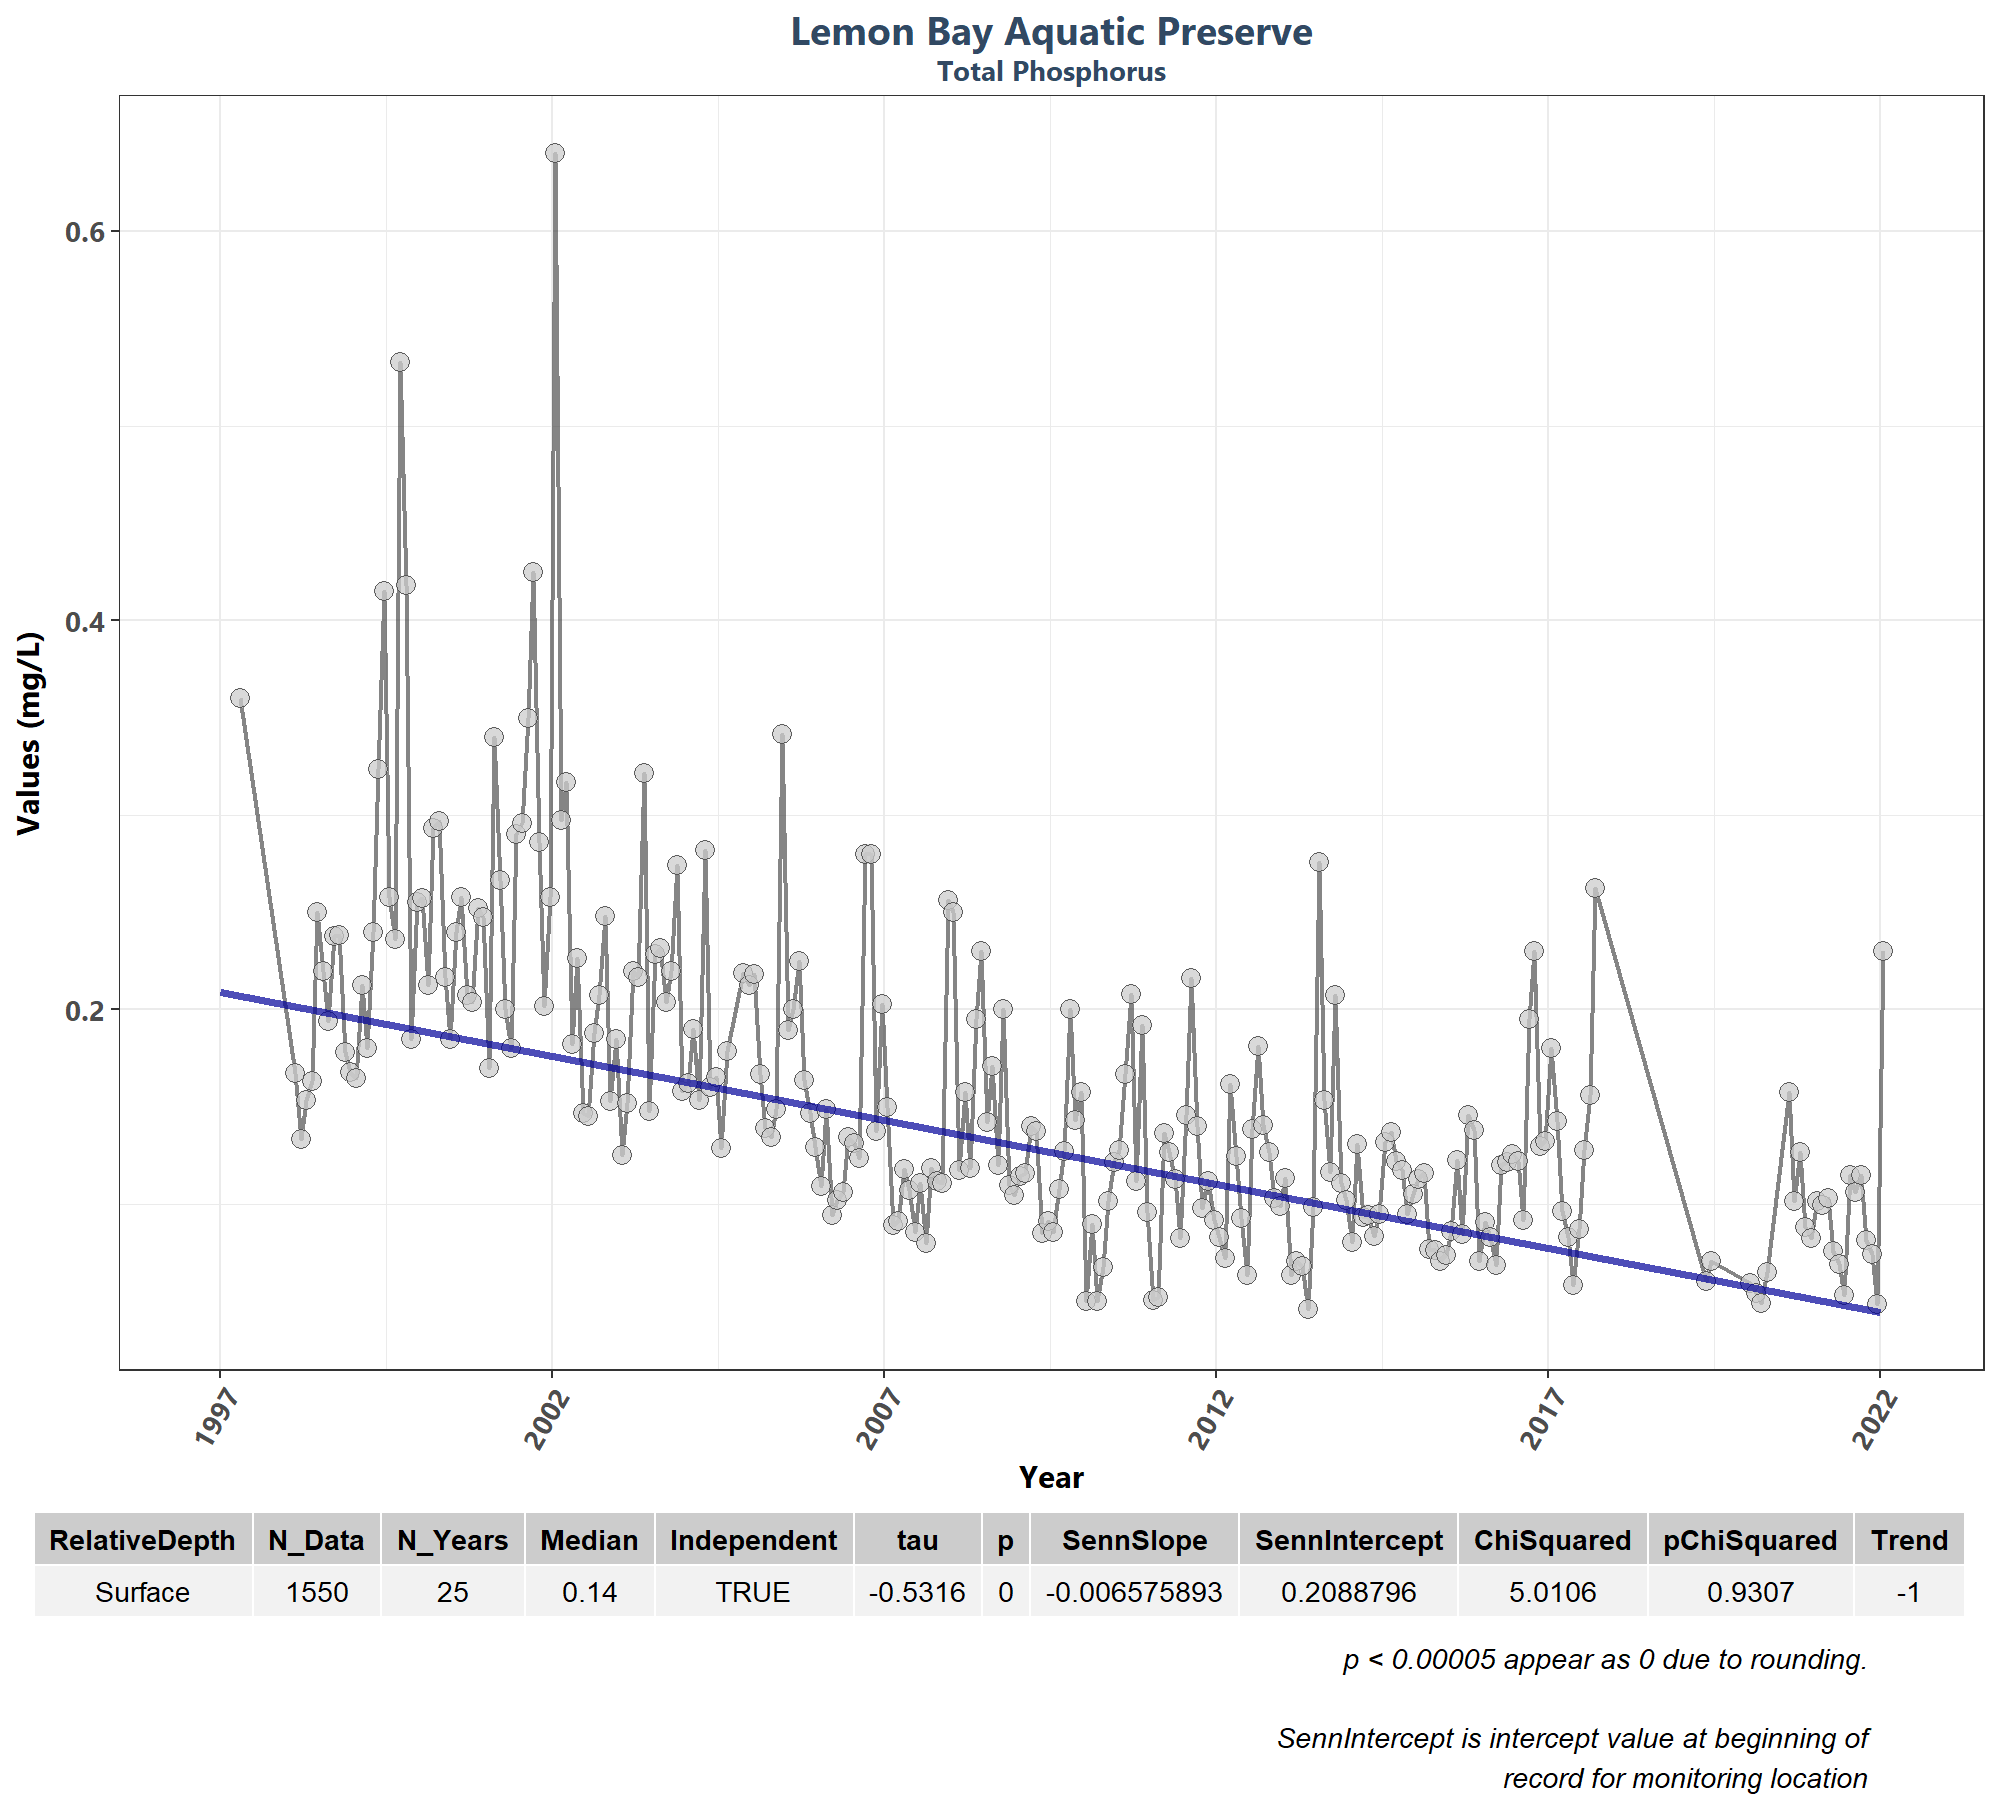 Lemon Bay Aquatic Preserve
Total Phosphorus
Values (mg/L)
0.6
0.4
0.2
1997
2002
2007
2012
2017
2022
Year
RelativeDepth N_Data N_Years Median Independent tau p SennSlope SennIntercept ChiSquared pChiSquared Trend
Surface 1550 25 0.14 TRUE -0.5316 0 -0.006575893 0.2088796 5.0106 0.9307 -1
p < 0.00005 appear as 0 due to rounding.
SennIntercept is intercept value at beginning of
record for monitoring location